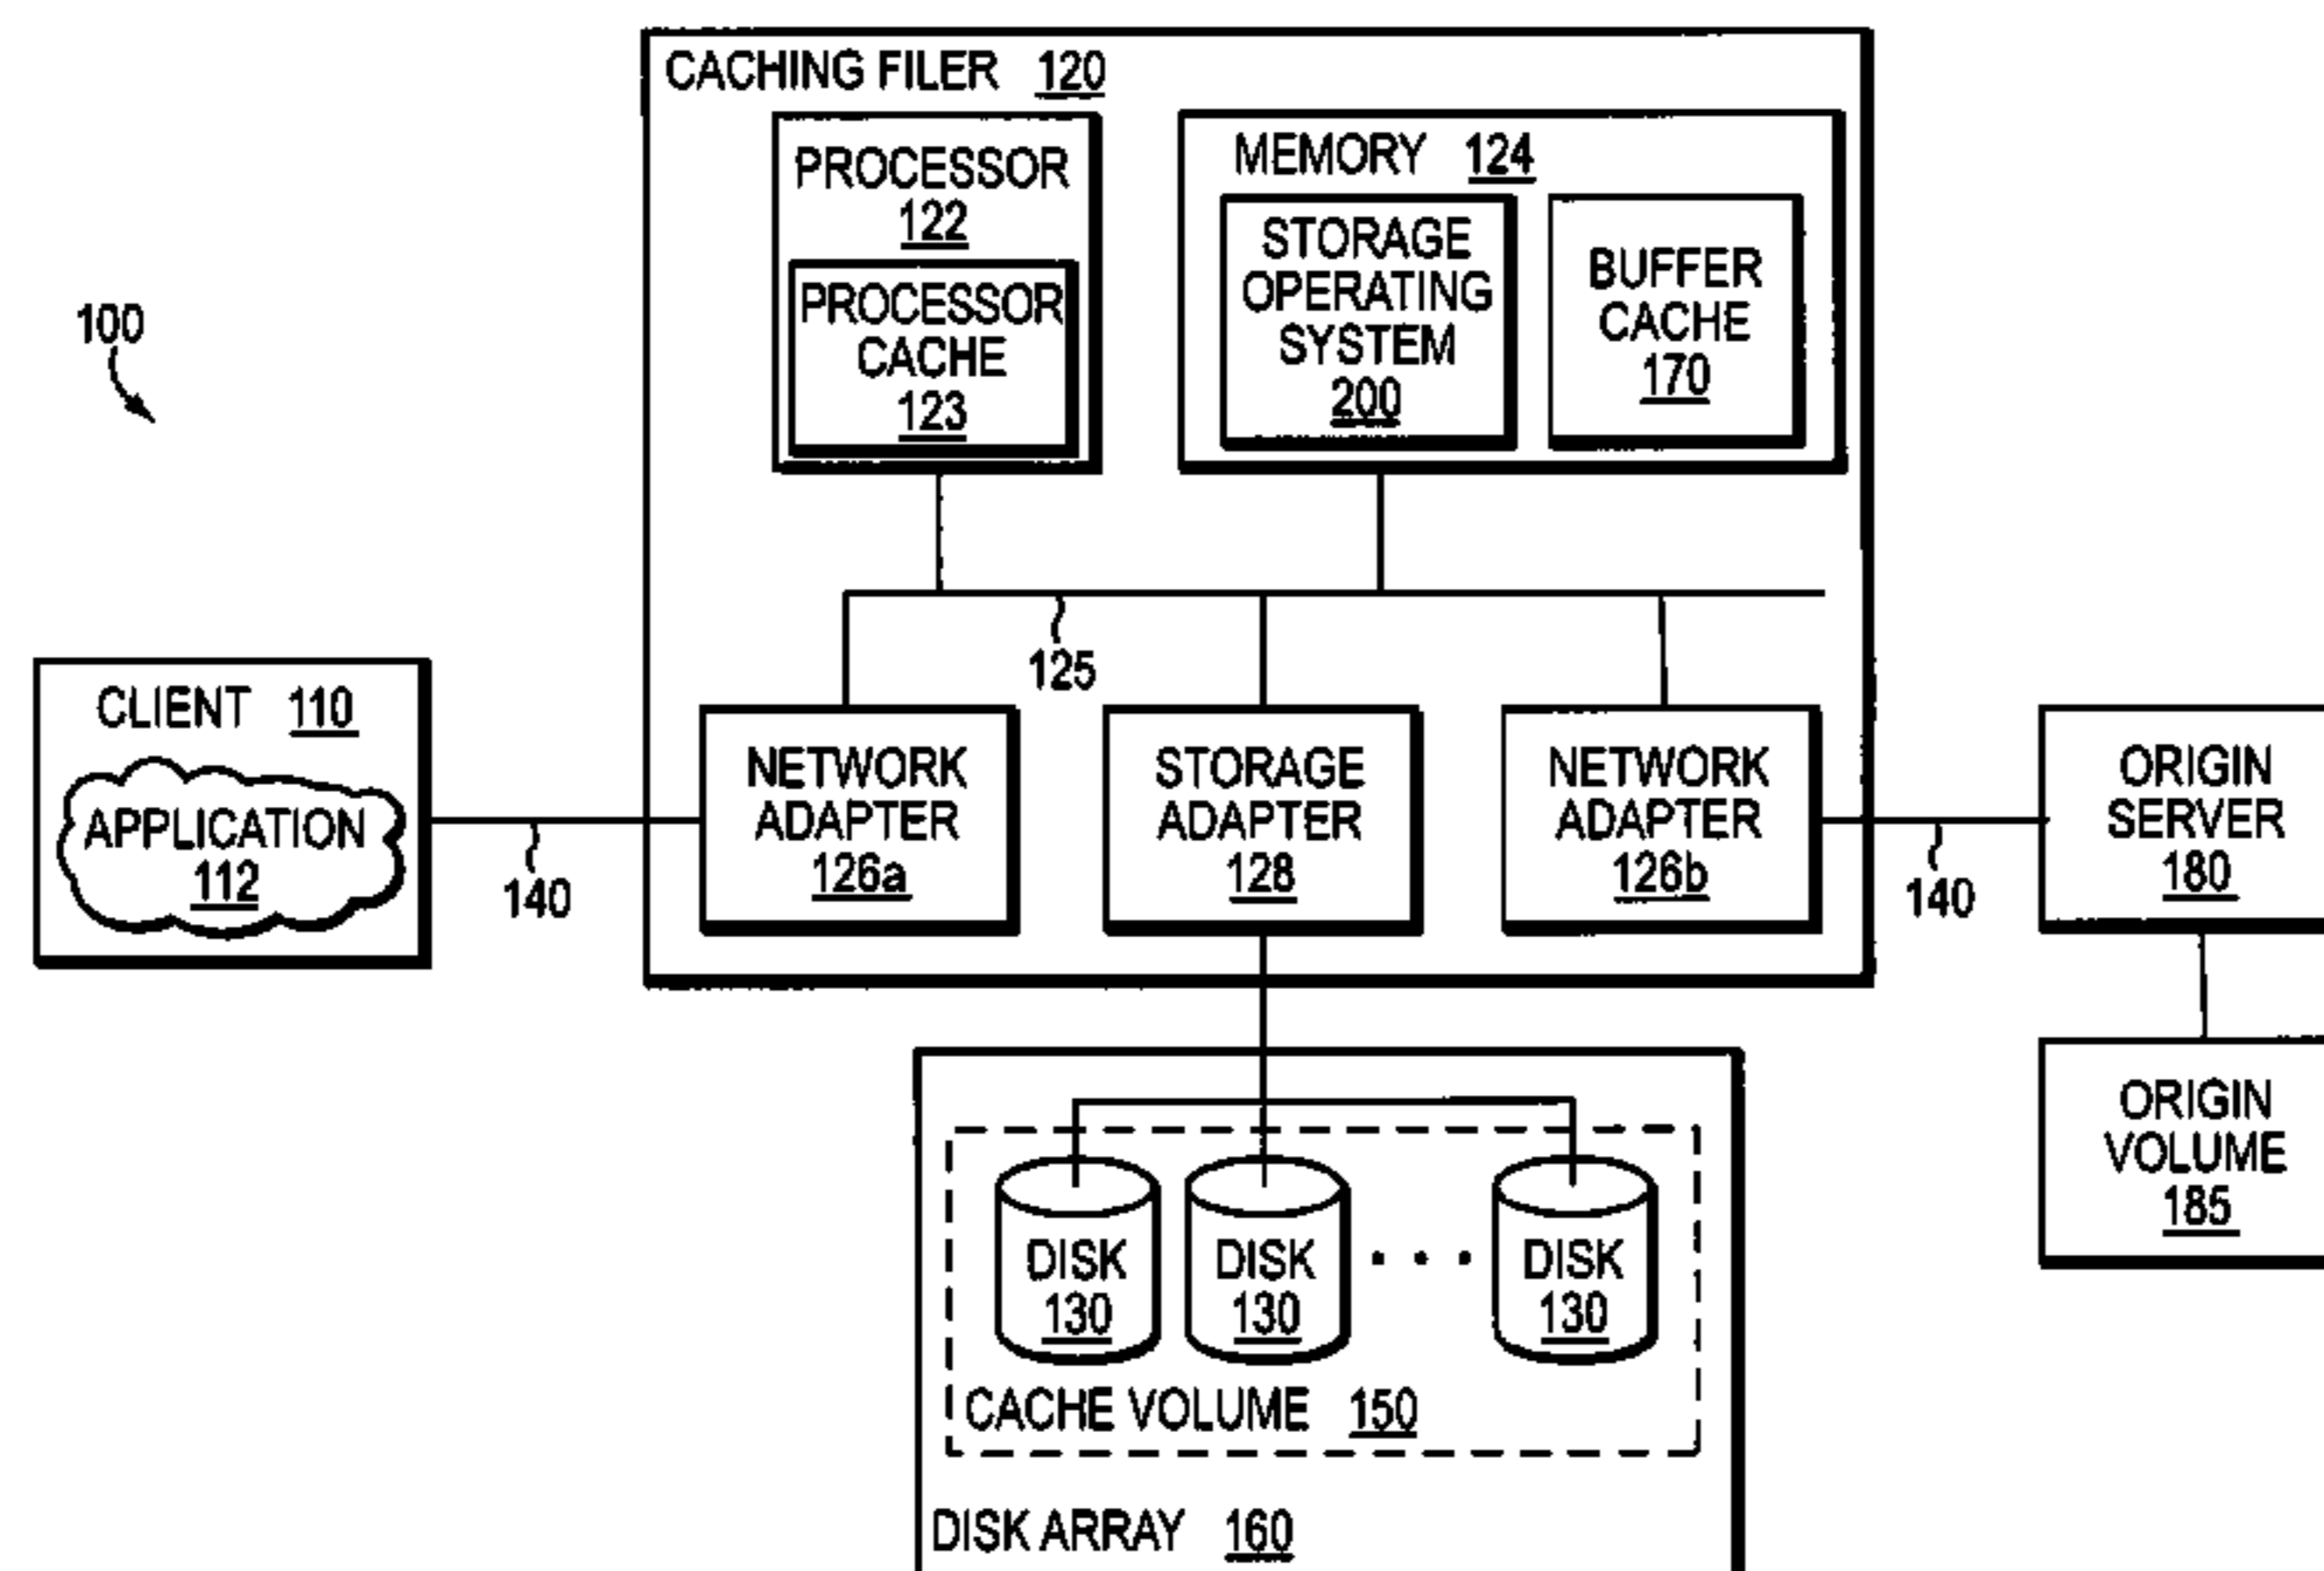 CACHING FILER 120
PROCESSOR
122
PROCESSOR
CACHE
123
MEMORY 124
STORAGE
OPERATING
SYSTEM
200
BUFFER
CACHE
170
100
125
CLIENT 110
APPLICATION
112
140
NETWORK
ADAPTER
126a
STORAGE
ADAPTER
128
NETWORK
ADAPTER
126b
140
ORIGIN
SERVER
180
ORIGIN
VOLUME
185
DISK
130
DISK
130
DISK
130
CACHE VOLUME 150
DISK ARRAY 160